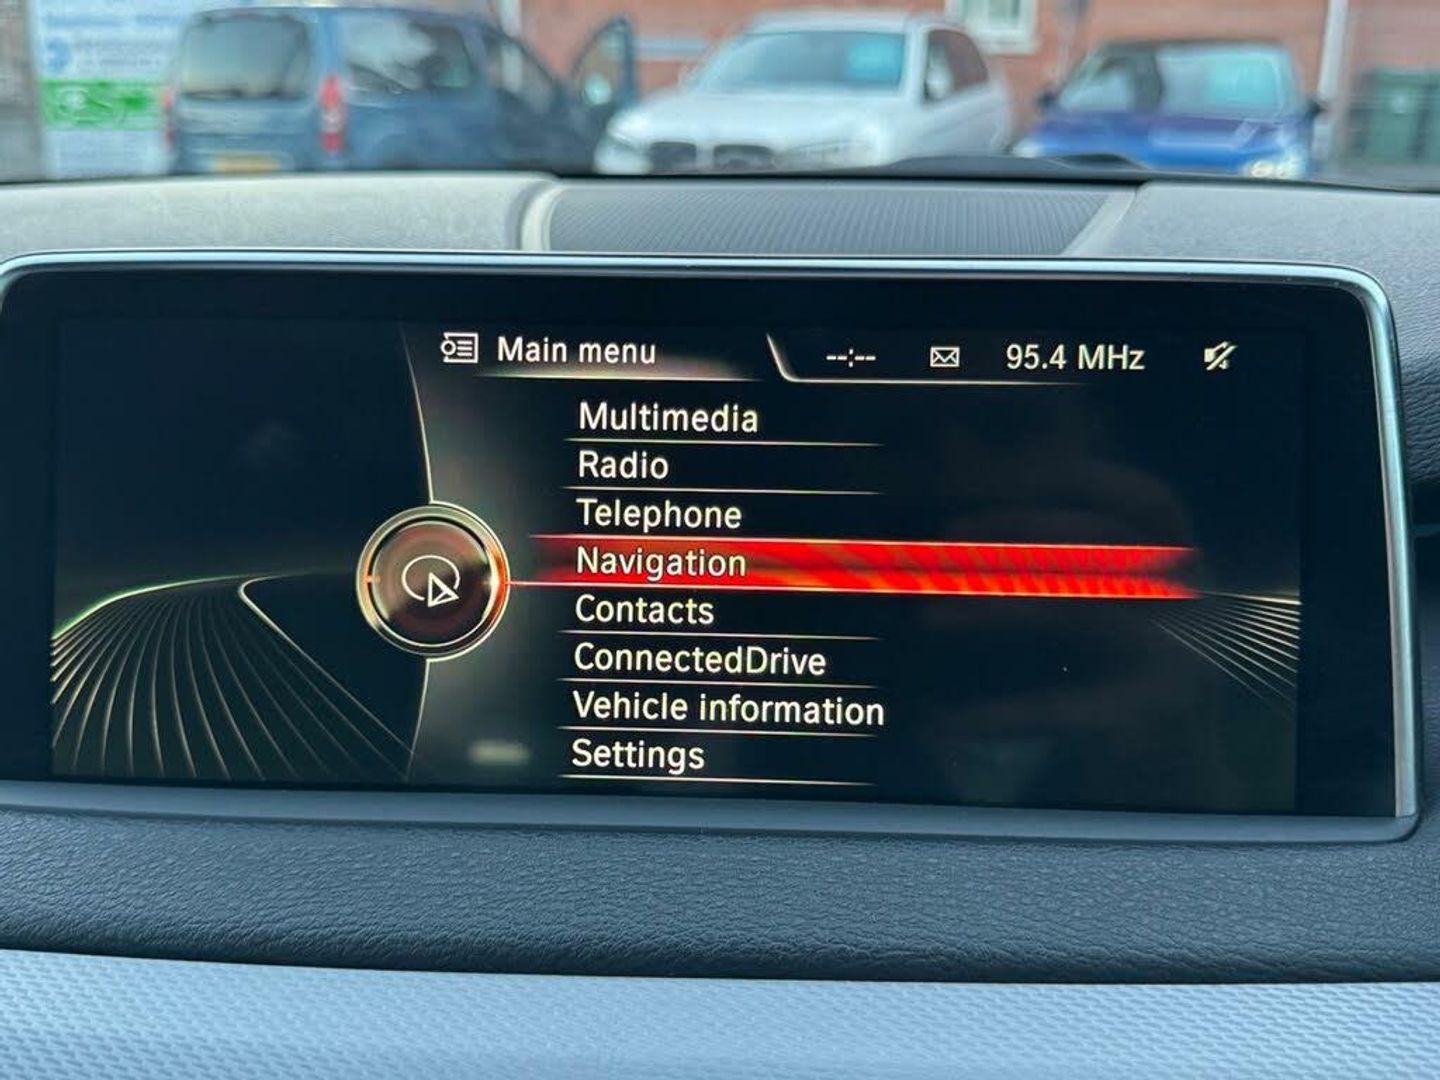 Main menu --:-- 95.4 MHz
Multimedia
Radio
Telephone
Navigation
Contacts
ConnectedDrive
Vehicle information
Settings